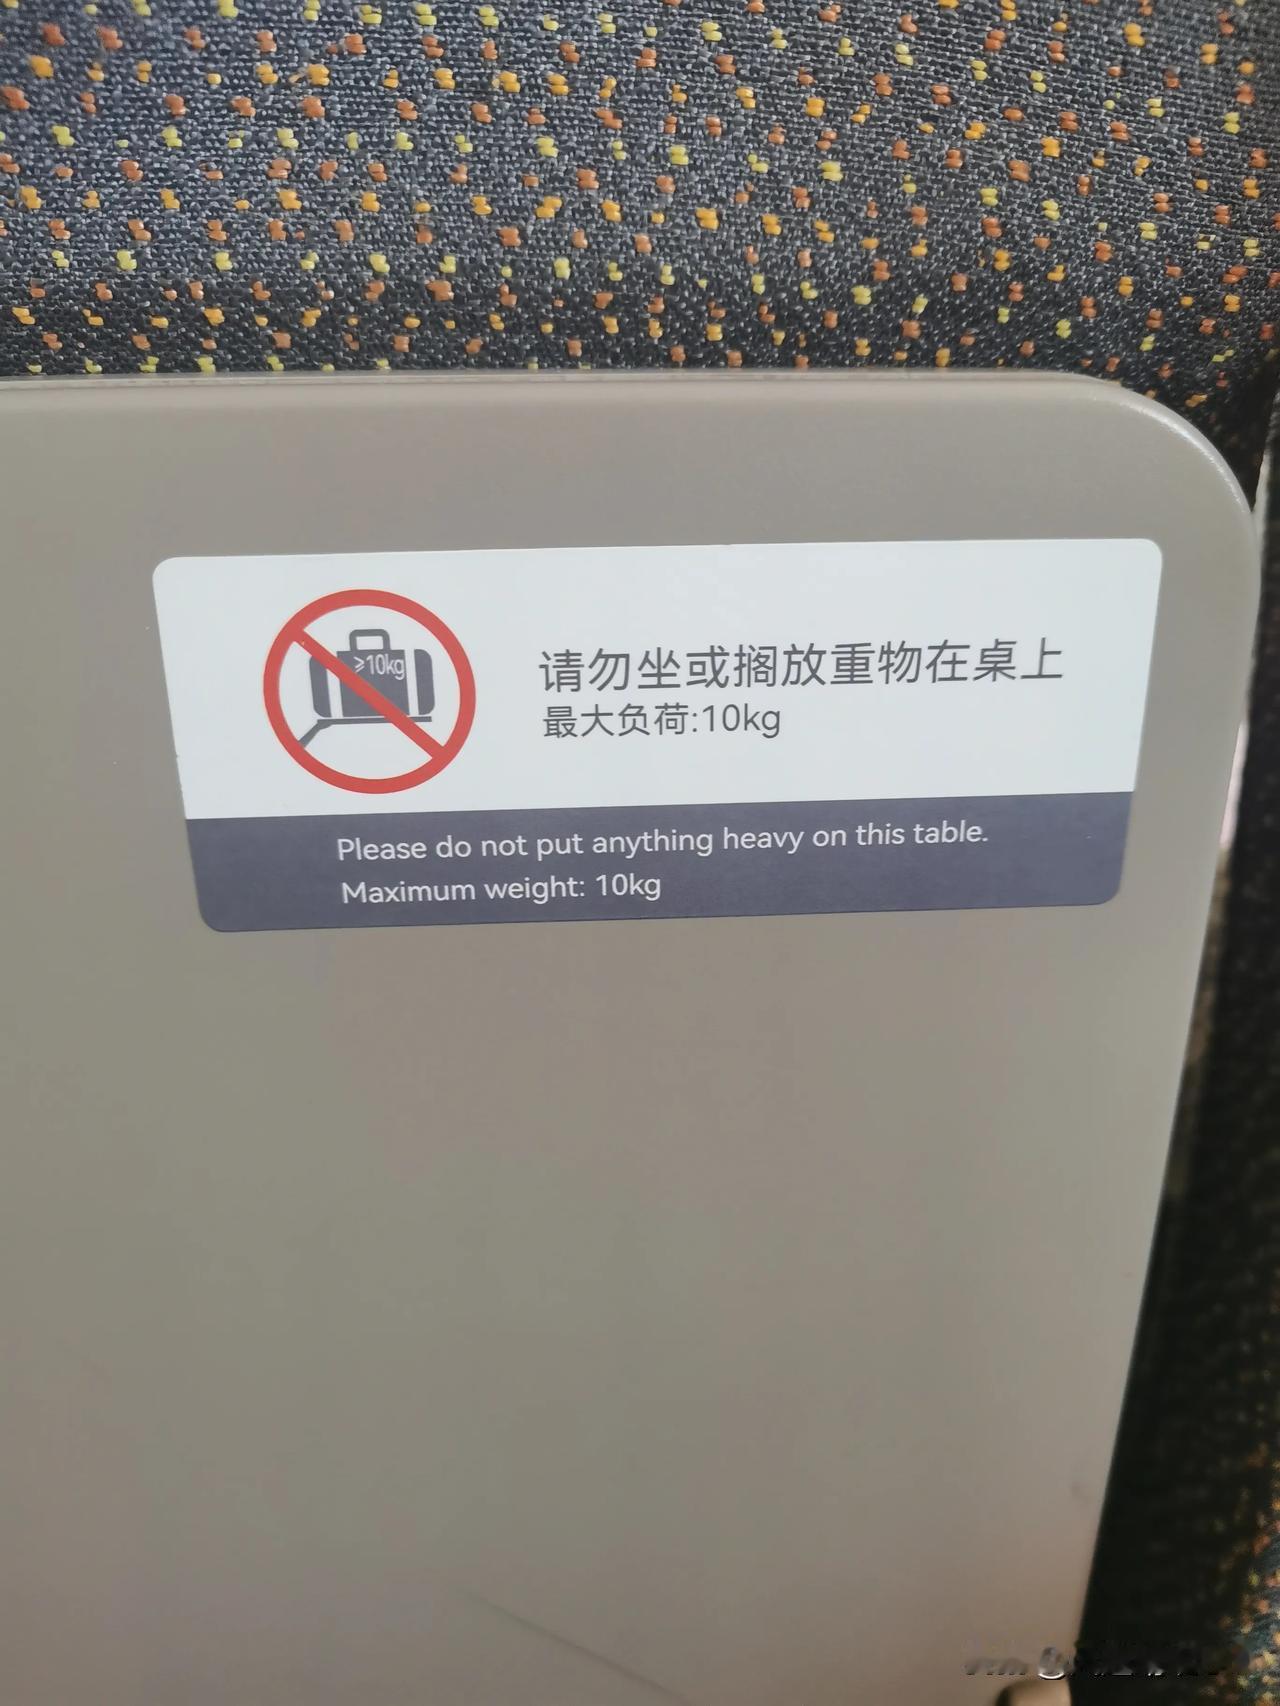 ≥10kg
请勿坐或搁放重物在桌上
最大负荷:10kg
Please do not put anything heavy on this table.
Maximum weight: 10kg